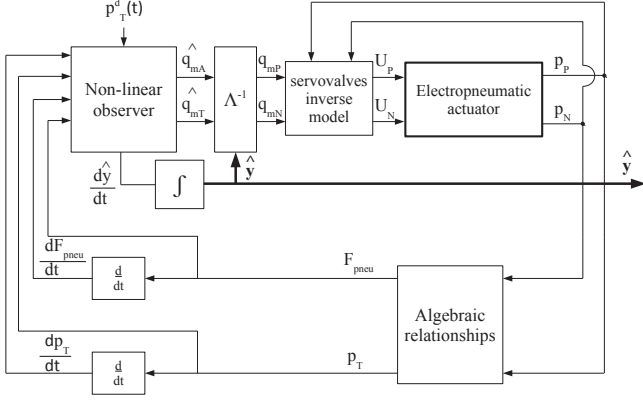 p_T^d(t)
Non-linear
observer
q̂_mA
q̂_mT
Λ⁻¹
q_mP
q_mN
servovalves
inverse
model
U_P
U_N
Electropneumatic
actuator
p_P
p_N
dŷ
dt
∫
ŷ
ŷ
dF_pneu
dt
d
dt
F_pneu
Algebraic
relationships
dp_T
dt
d
dt
p_T